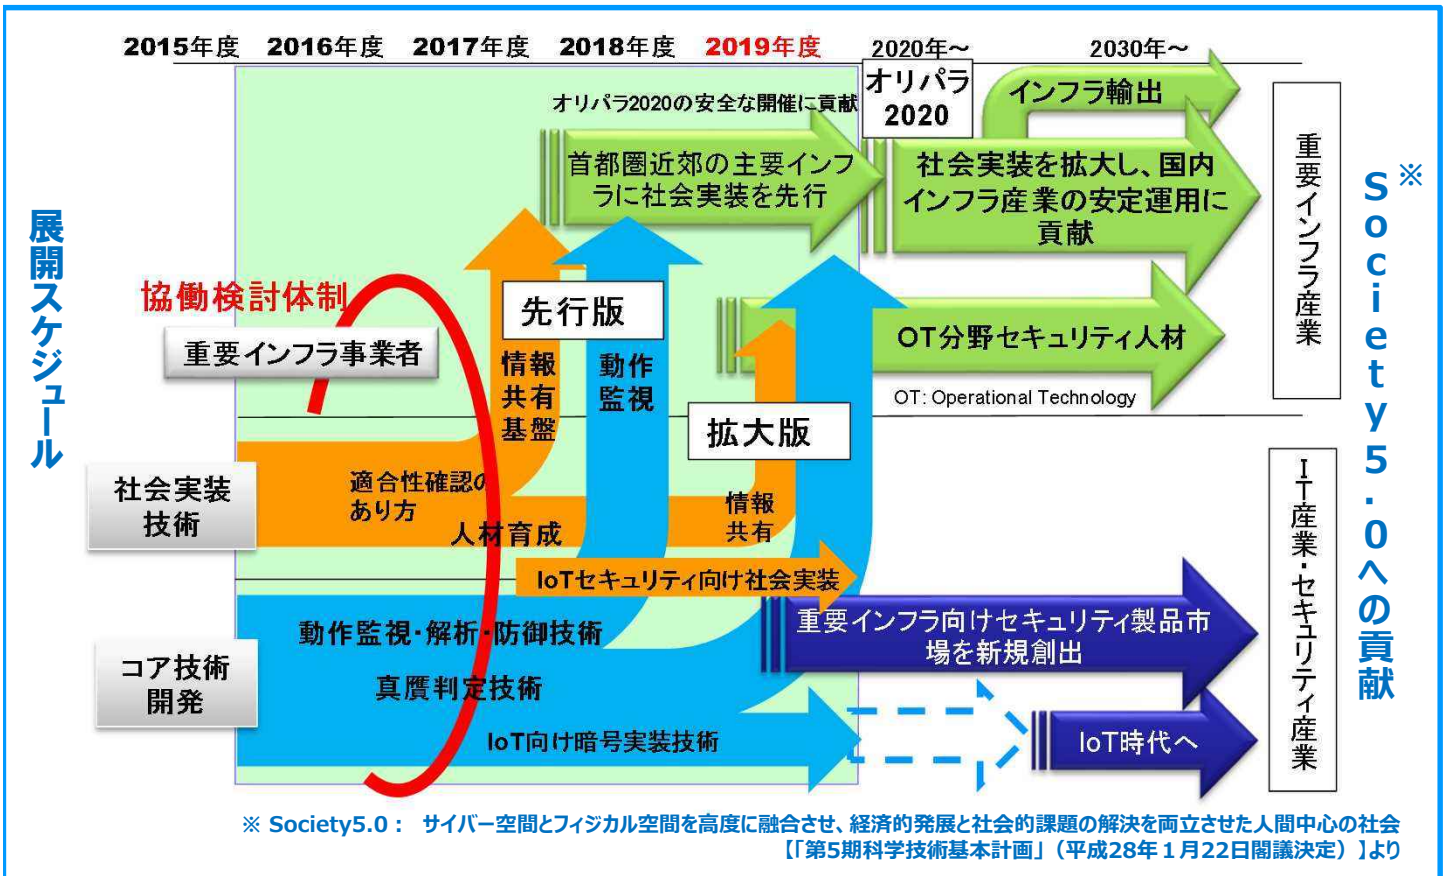 2015年度
2016年度
2017年度
2018年度
2019年度
2020年～
2030年～
オリパラ
2020
インフラ輸出
オリパラ2020の安全な開催に貢献
首都圏近郊の主要インフ
ラに社会実装を先行
社会実装を拡大し、国内
インフラ産業の安定運用に
貢献
重要インフラ産業
※
Society5.0への貢献
展開スケジュール
協働検討体制
重要インフラ事業者
先行版
情報
共有
基盤
動作
監視
OT分野セキュリティ人材
OT: Operational Technology
拡大版
社会実装
技術
適合性確認の
あり方
人材育成
情報
共有
IoTセキュリティ向け社会実装
IT産業・セキュリティ産業
コア技術
開発
動作監視・解析・防御技術
真贋判定技術
IoT向け暗号実装技術
重要インフラ向けセキュリティ製品市
場を新規創出
IoT時代へ
※ Society5.0： サイバー空間とフィジカル空間を高度に融合させ、経済的発展と社会的課題の解決を両立させた人間中心の社会
【「第5期科学技術基本計画」（平成28年１月22日閣議決定）】より